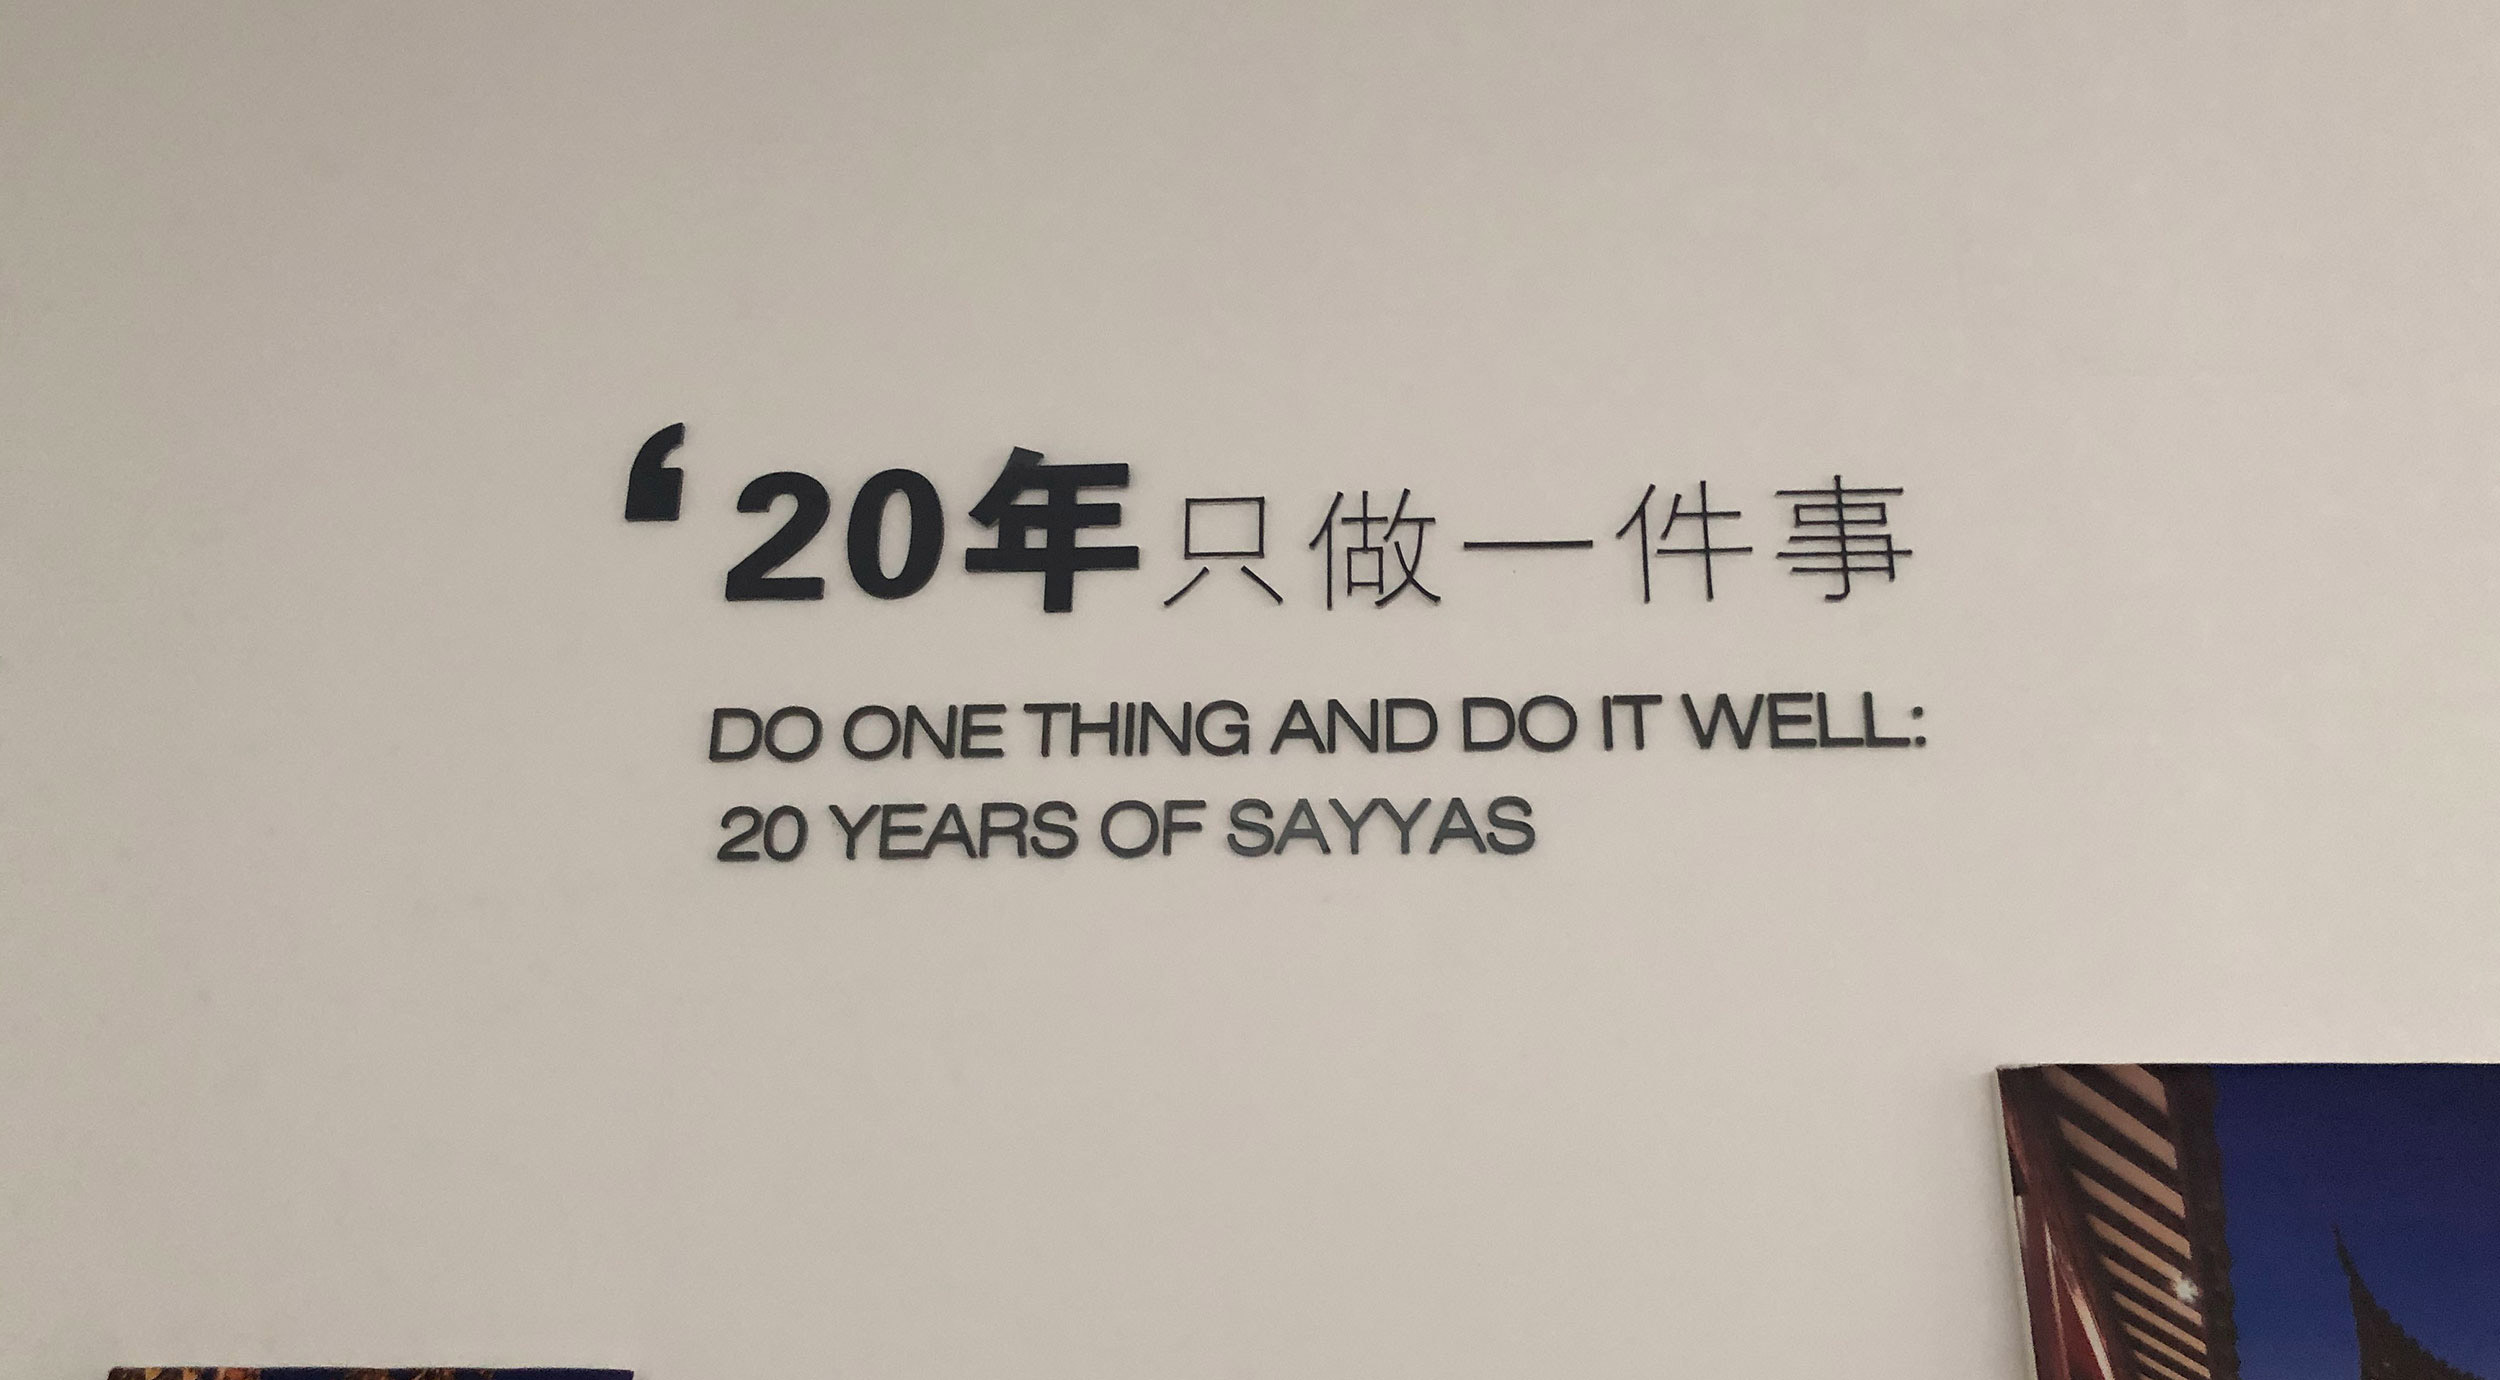 ‘20年只做一件事
DO ONE THING AND DO IT WELL:
20 YEARS OF SAYYAS